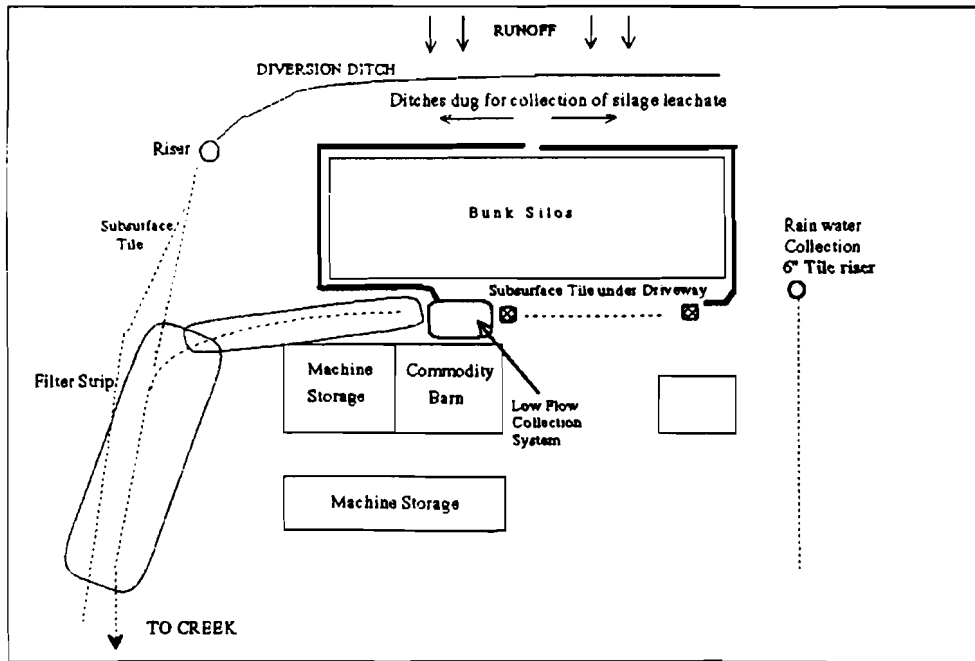 RUNOFF
DIVERSION DITCH
Ditches dug for collection of silage leachate
Riser
Bunk Silos
Subsurface
Tile
Rain water
Collection
6" Tile riser
Subsurface Tile under Driveway
Filter Strip
Machine
Storage
Commodity
Barn
Low Flow
Collection
System
Machine Storage
TO CREEK